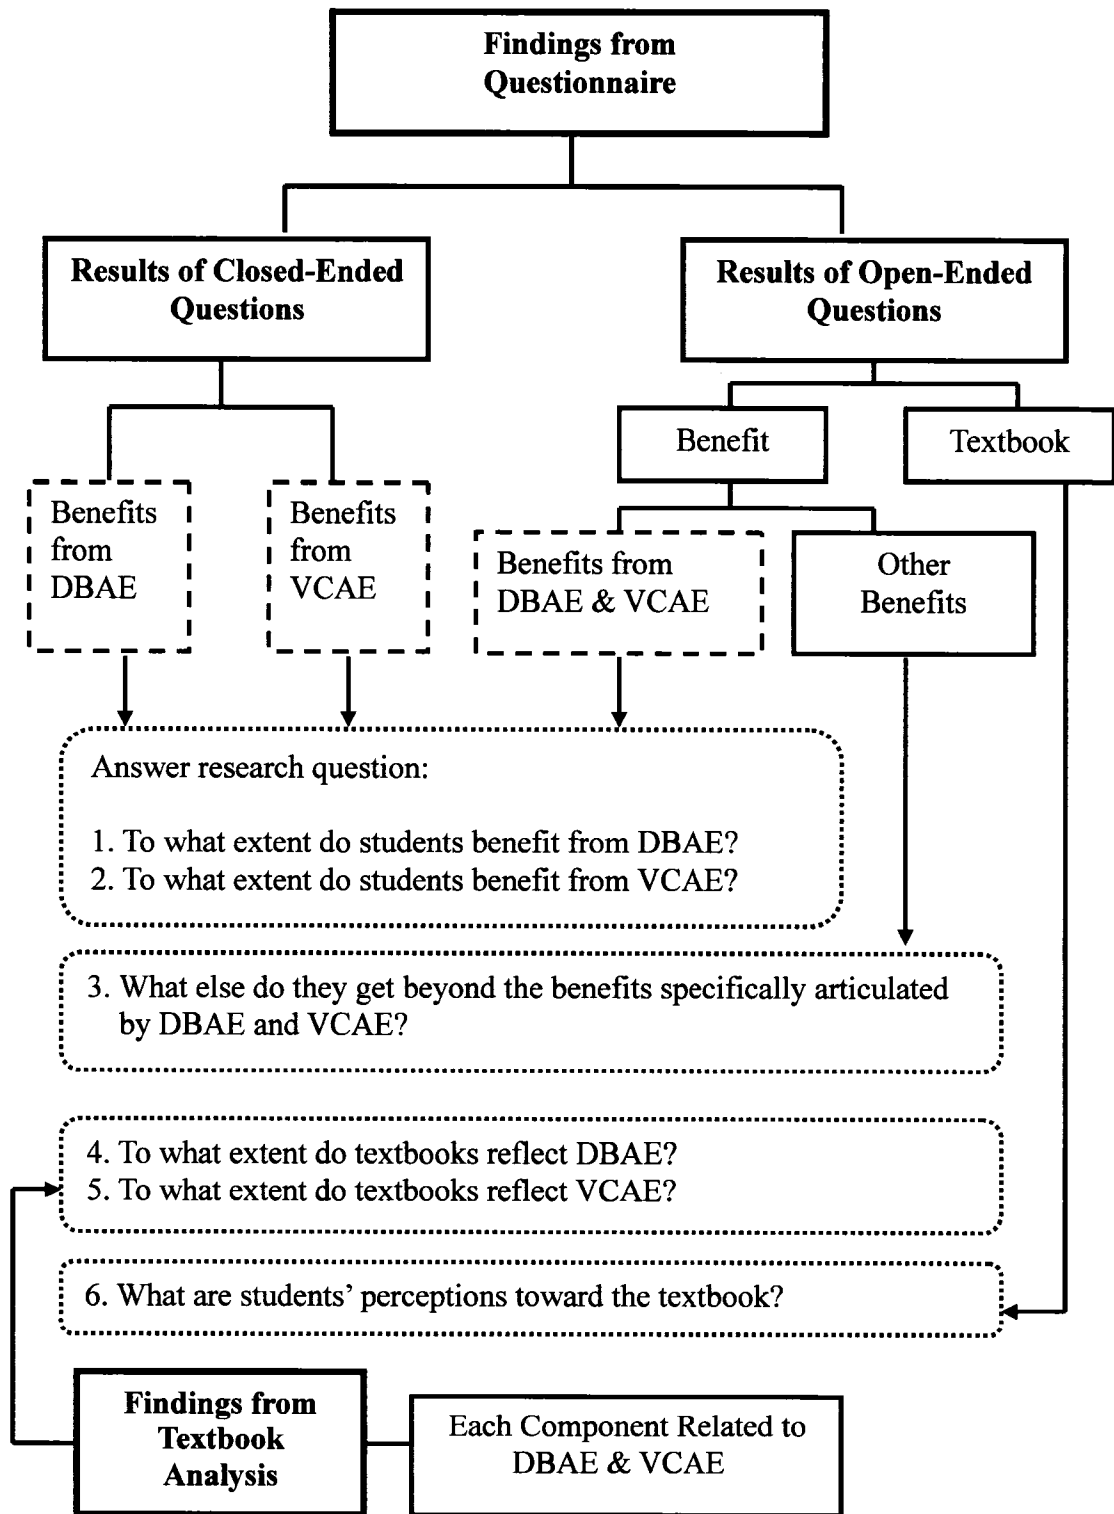 Findings from
Questionnaire
Results of Closed-Ended
Questions
Results of Open-Ended
Questions
Benefit
Textbook
Benefits
from
DBAE
Benefits
from
VCAE
Benefits from
DBAE & VCAE
Other
Benefits
Answer research question:
1. To what extent do students benefit from DBAE?
2. To what extent do students benefit from VCAE?
3. What else do they get beyond the benefits specifically articulated
by DBAE and VCAE?
4. To what extent do textbooks reflect DBAE?
5. To what extent do textbooks reflect VCAE?
6. What are students’ perceptions toward the textbook?
Findings from
Textbook
Analysis
Each Component Related to
DBAE & VCAE